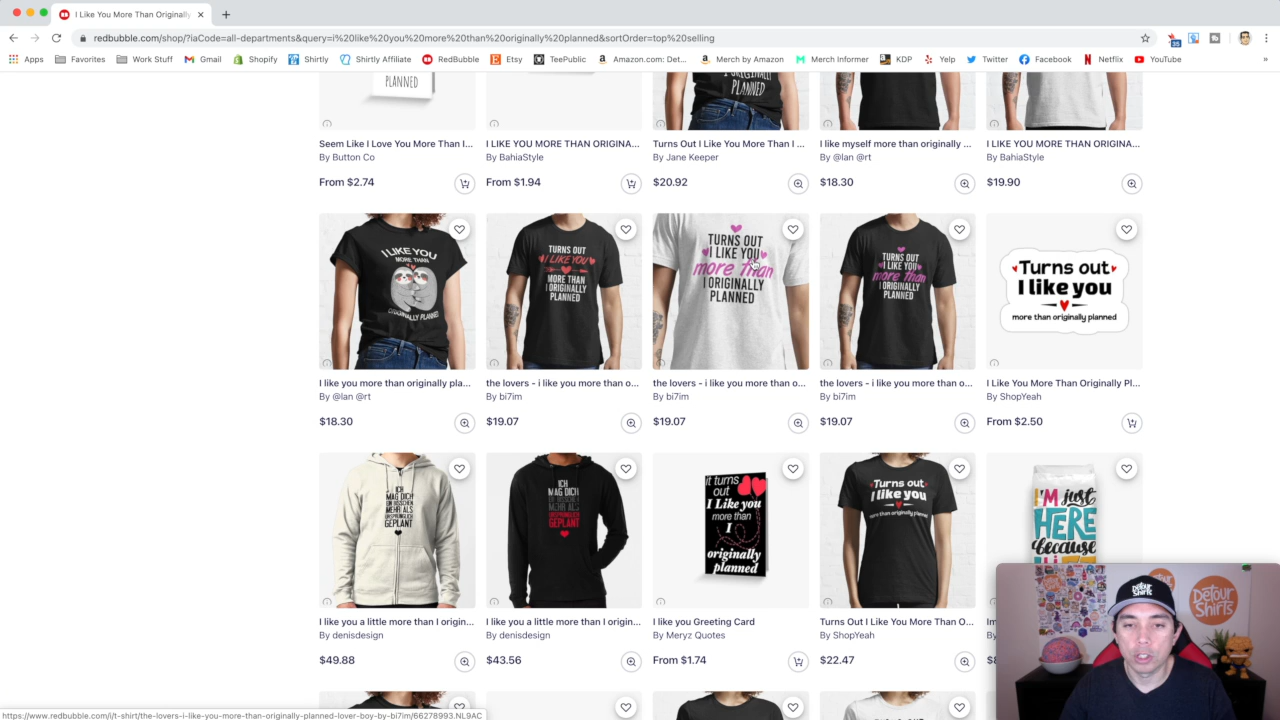 I Like You More Than Originally
redbubble.com/shop/?iaCode=all-departments&query=i%20like%20you%20more%20than%20originally%20planned&sortOrder=top%20selling
Apps Favorites Work Stuff Gmail Shopify Shirtly Shirtly Affiliate RedBubble Etsy TeePublic Amazon.com: Det... Merch by Amazon Merch Informer KDP Yelp Twitter Facebook Netflix YouTube »
35
PLANNED
I ORIGINALLY
PLANNED
Seem Like I Love You More Than I... I LIKE YOU MORE THAN ORIGINA... Turns Out I Like You More Than I ... I like myself more than originally ... I LIKE YOU MORE THAN ORIGINA...
By Button Co By BahiaStyle By Jane Keeper By @lan @rt By BahiaStyle
From $2.74 From $1.94 $20.92 $18.30 $19.90
I LIKE YOU
MORE THAN
ORIGINALLY PLANNED
TURNS OUT
I LIKE YOU
MORE THAN
I ORIGINALLY
PLANNED
TURNS OUT
I LIKE YOU
more than
I ORIGINALLY
PLANNED
TURNS OUT
I LIKE YOU
more than
I ORIGINALLY
PLANNED
Turns out
I like you
more than originally planned
I like you more than originally pla... the lovers - i like you more than o... the lovers - i like you more than o... the lovers - i like you more than o... I Like You More Than Originally Pl...
By @lan @rt By bi7im By bi7im By bi7im By ShopYeah
$18.30 $19.07 $19.07 $19.07 From $2.50
ICH
MAG DICH
EIN BISSCHEN
MEHR ALS
URSPRÜNGLICH
GEPLANT
ICH
MAG DICH
EIN BISSCHEN
MEHR ALS
URSPRÜNGLICH
GEPLANT
it turns
out
I Like you
more than
I
originally
planned
Turns out
I like you
more than originally planned
I'M just
HERE
because
I like you a little more than I origin... I like you a little more than I origin... I like you Greeting Card Turns Out I Like You More Than O... Im
By denisdesign By denisdesign By Meryz Quotes By ShopYeah By
$49.88 $43.56 From $1.74 $22.47
DETOUR
SHIRTS
DETOUR
SHIRTS
https://www.redbubble.com/i/t-shirt/the-lovers-i-like-you-more-than-originally-planned-lover-boy-by-bi7im/66278993.NL9AC